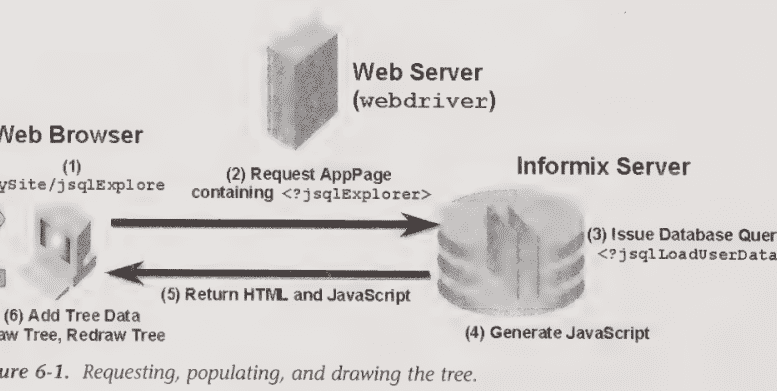 Web Server
(webdriver)
Web Browser
(1)
ySite/jsqlExplore
(2) Request AppPage
containing <?jsqlExplorer>
Informix Server
(3) Issue Database Quer
<?jsqlLoadUserData
(5) Return HTML and JavaScript
(6) Add Tree Data
aw Tree, Redraw Tree
(4) Generate JavaScript
ure 6-1. Requesting, populating, and drawing the tree.